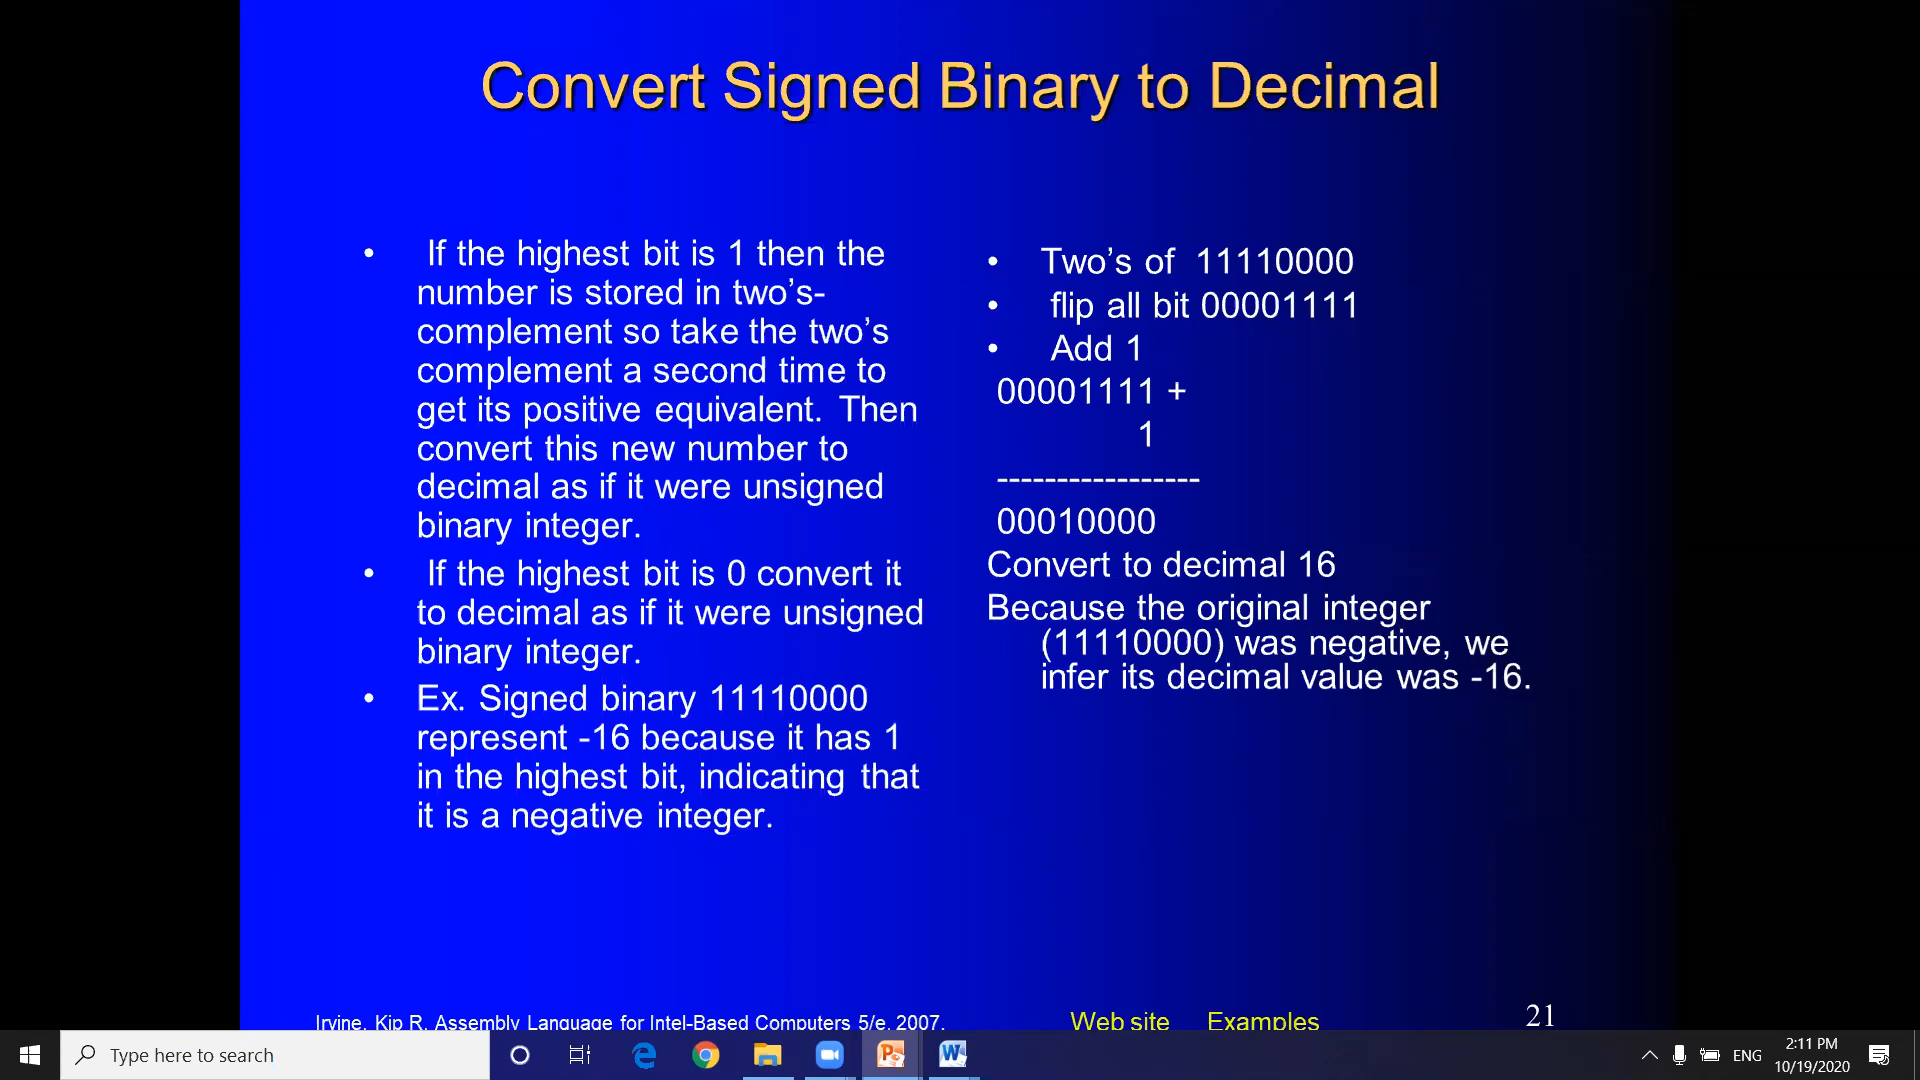 Convert Signed Binary to Decimal
• If the highest bit is 1 then the
number is stored in two’s-
complement so take the two’s
complement a second time to
get its positive equivalent. Then
convert this new number to
decimal as if it were unsigned
binary integer.
• If the highest bit is 0 convert it
to decimal as if it were unsigned
binary integer.
• Ex. Signed binary 11110000
represent -16 because it has 1
in the highest bit, indicating that
it is a negative integer.
• Two’s of 11110000
• flip all bit 00001111
• Add 1
00001111 +
1
-----------------
00010000
Convert to decimal 16
Because the original integer
(11110000) was negative, we
infer its decimal value was -16.
Irvine, Kip R. Assembly Language for Intel-Based Computers 5/e, 2007.
Web site Examples
21
Type here to search
ENG
2:11 PM
10/19/2020